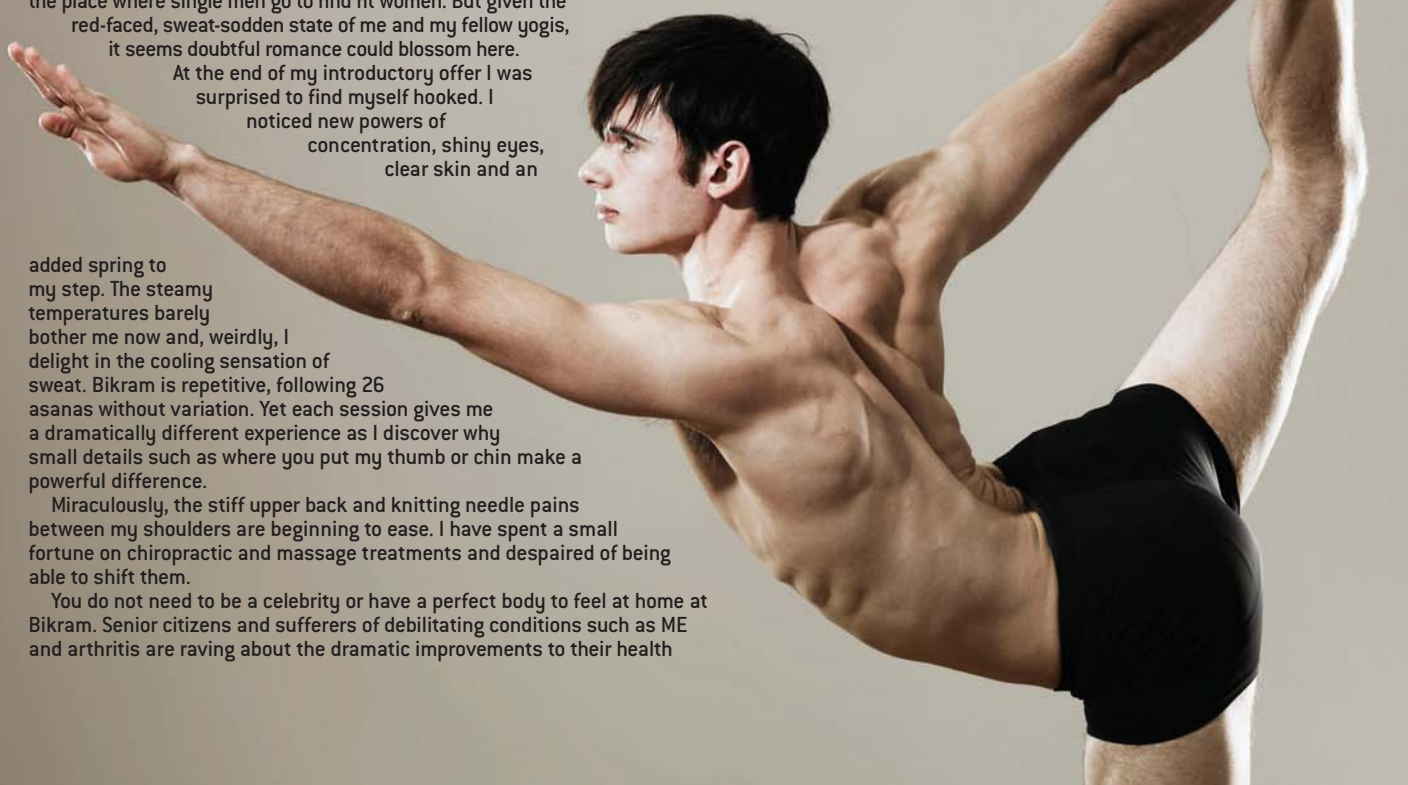 the place where single men go to find fit women. But given the
red-faced, sweat-sodden state of me and my fellow yogis,
it seems doubtful romance could blossom here.
At the end of my introductory offer I was
surprised to find myself hooked. I
noticed new powers of
concentration, shiny eyes,
clear skin and an
added spring to
my step. The steamy
temperatures barely
bother me now and, weirdly, I
delight in the cooling sensation of
sweat. Bikram is repetitive, following 26
asanas without variation. Yet each session gives me
a dramatically different experience as I discover why
small details such as where you put my thumb or chin make a
powerful difference.
Miraculously, the stiff upper back and knitting needle pains
between my shoulders are beginning to ease. I have spent a small
fortune on chiropractic and massage treatments and despaired of being
able to shift them.
You do not need to be a celebrity or have a perfect body to feel at home at
Bikram. Senior citizens and sufferers of debilitating conditions such as ME
and arthritis are raving about the dramatic improvements to their health